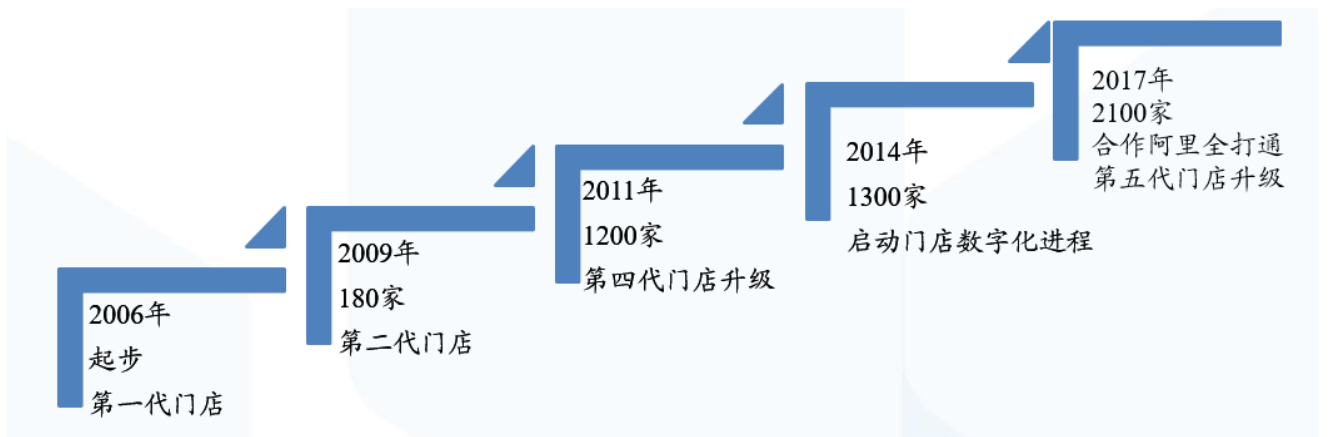 2006年
起步
第一代门店
2009年
180家
第二代门店
2011年
1200家
第四代门店升级
2014年
1300家
启动门店数字化进程
2017年
2100家
合作阿里全打通
第五代门店升级